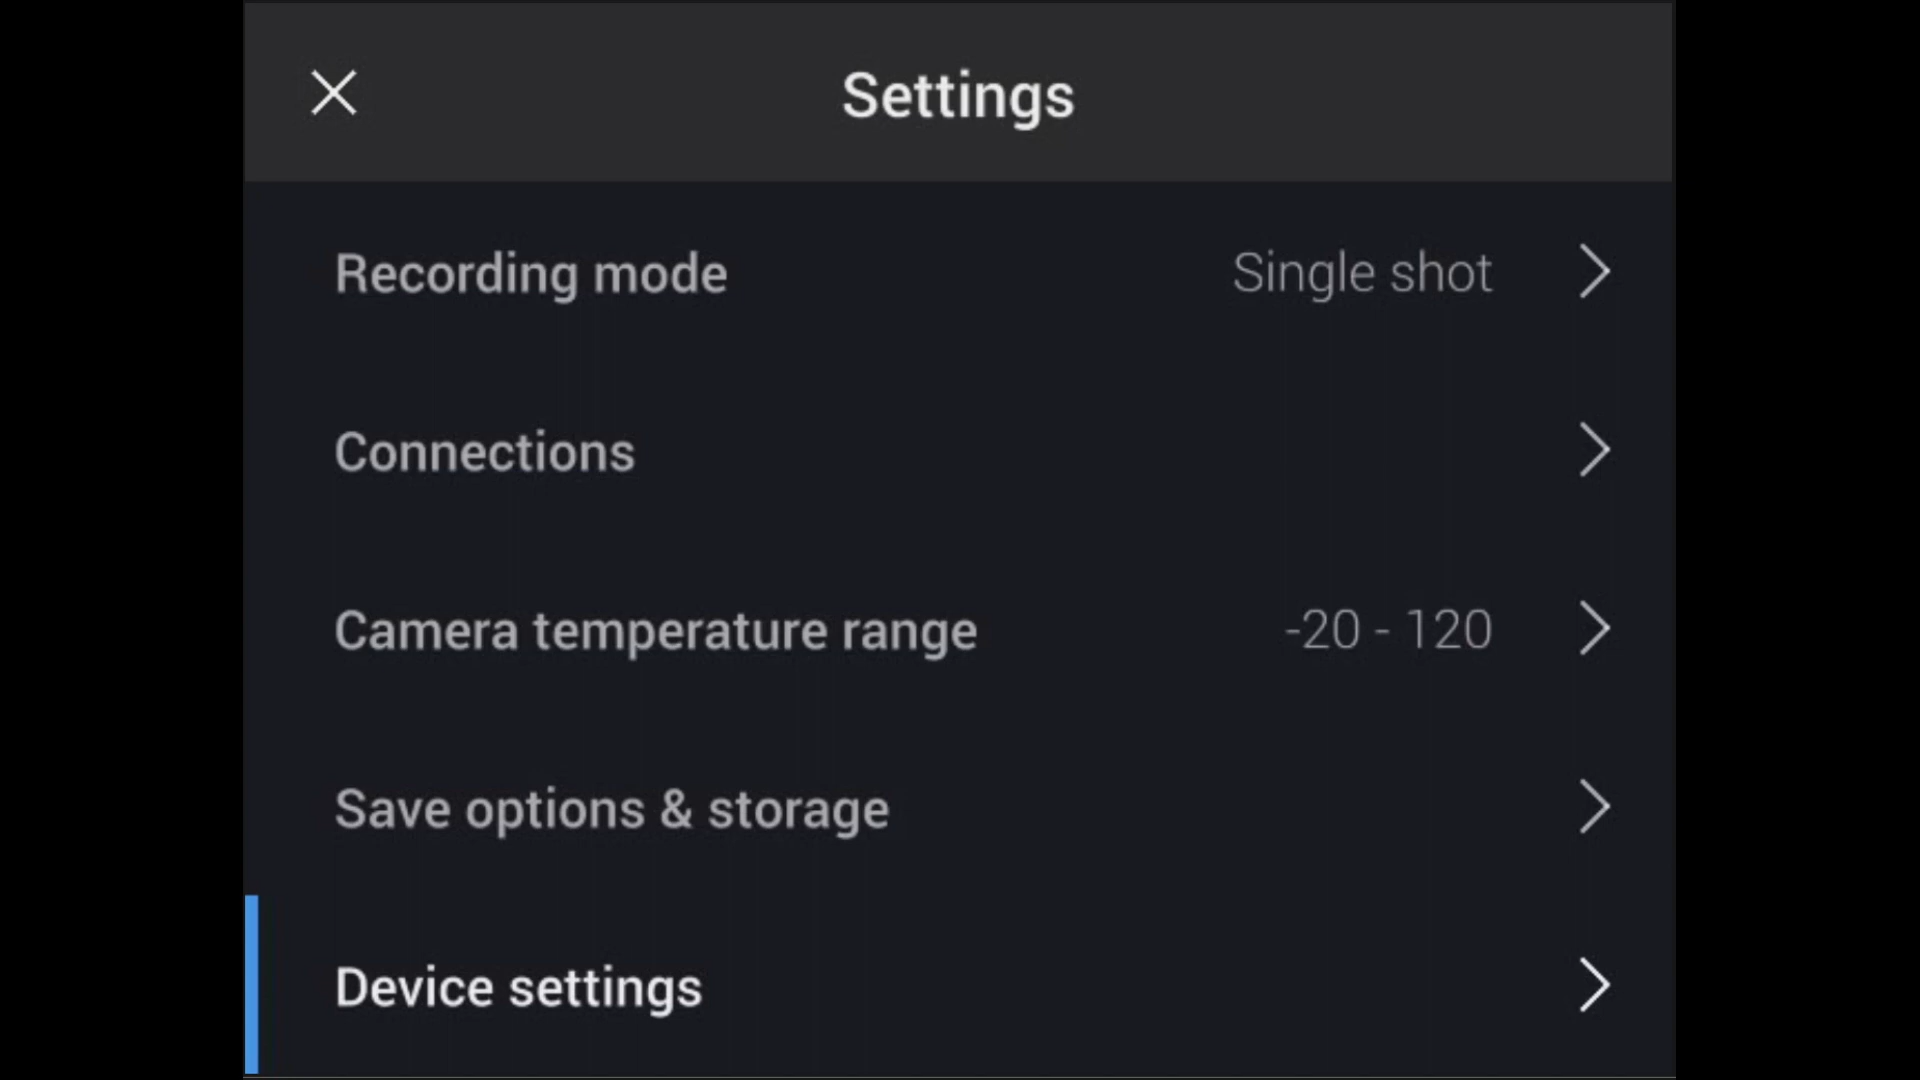 Settings
Recording mode Single shot
Connections
Camera temperature range -20 - 120
Save options & storage
Device settings